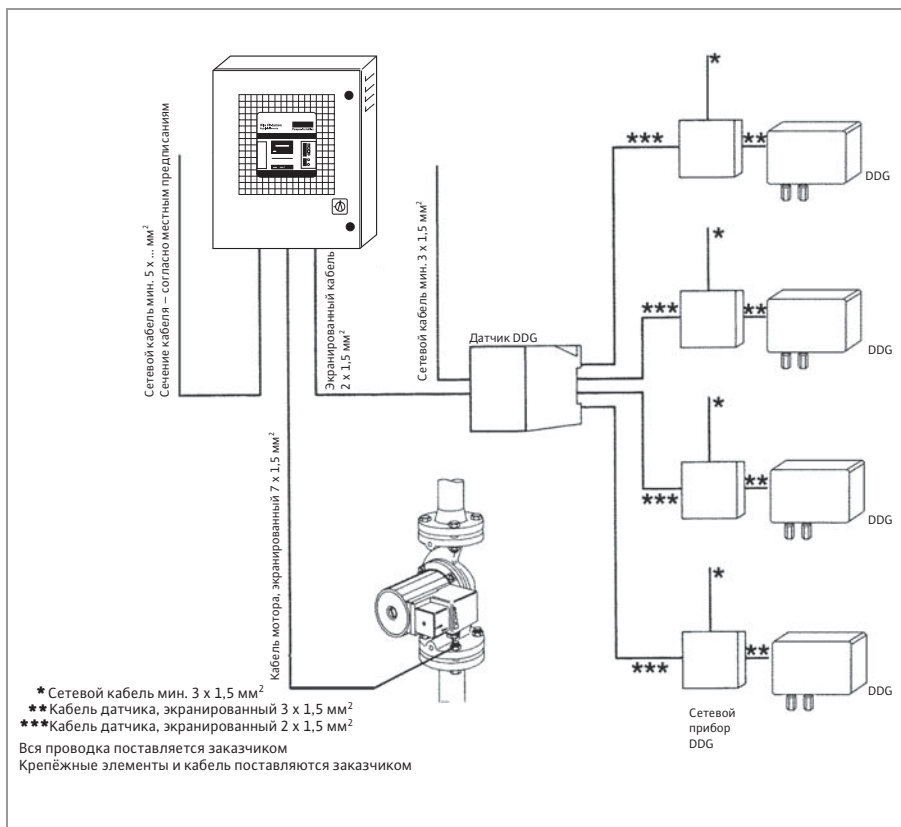 Сетевой кабель мин. 5 x ... мм²
Сечение кабеля – согласно местным предписаниям
Экранированный кабель
2 x 1,5 мм²
Кабель мотора, экранированный 7 x 1,5 мм²
Сетевой кабель мин. 3 x 1,5 мм²
Датчик DDG
*
***
**
DDG
*
***
**
DDG
*
***
**
DDG
*
***
**
DDG
Сетевой
прибор
DDG
* Сетевой кабель мин. 3 x 1,5 мм²
** Кабель датчика, экранированный 3 x 1,5 мм²
*** Кабель датчика, экранированный 2 x 1,5 мм²
Вся проводка поставляется заказчиком
Крепёжные элементы и кабель поставляются заказчиком